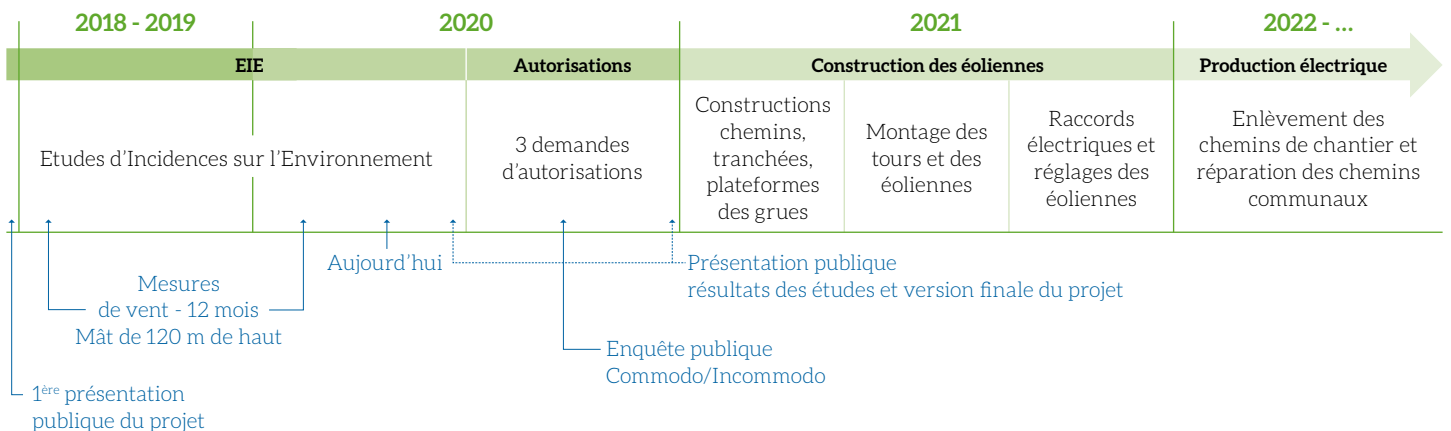 2018 - 2019
2020
2021
2022 - ...
EIE
Autorisations
Construction des éoliennes
Production électrique
Etudes d'Incidences sur l'Environnement
3 demandes
d'autorisations
Constructions
chemins,
tranchées,
plateformes
des grues
Montage des
tours et des
éoliennes
Raccords
électriques et
réglages des
éoliennes
Enlèvement des
chemins de chantier et
réparation des chemins
communaux
Aujourd'hui
Présentation publique
résultats des études et version finale du projet
Mesures
de vent - 12 mois
Mât de 120 m de haut
Enquête publique
Commodo/Incommodo
1ère présentation
publique du projet